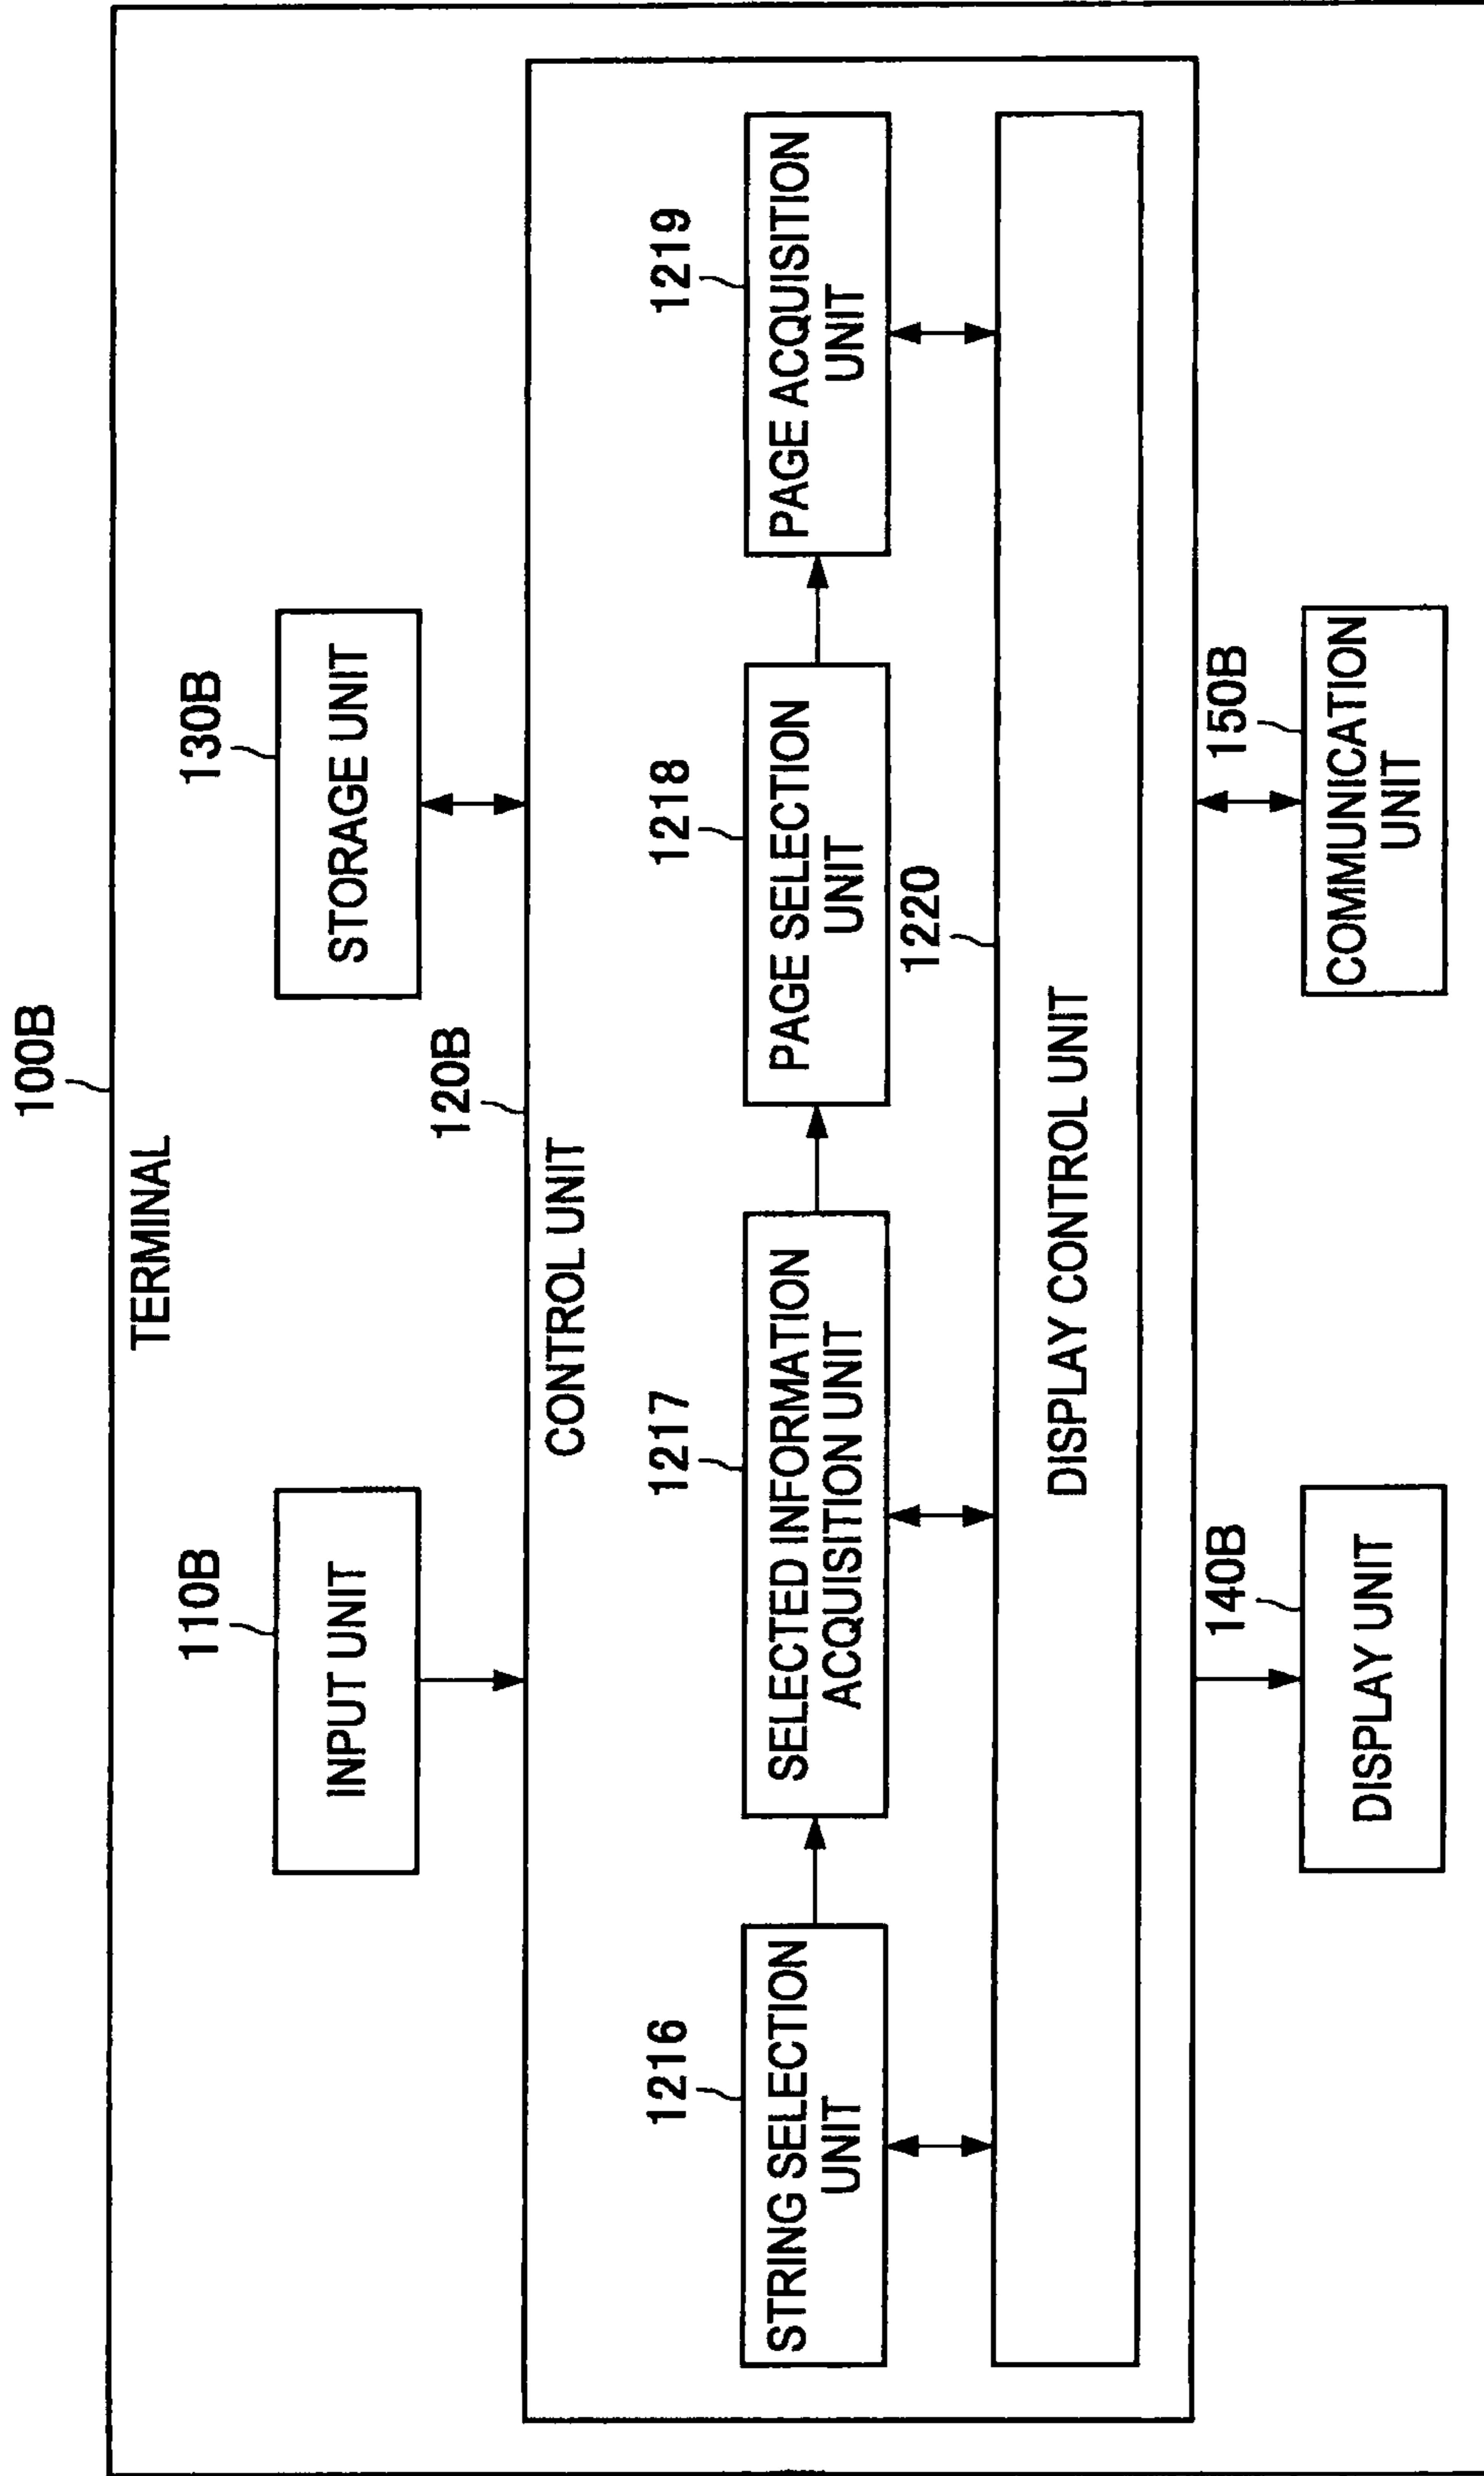 100B
TERMINAL
110B
INPUT UNIT
130B
STORAGE UNIT
120B
CONTROL UNIT
1216
STRING SELECTION
UNIT
1217
SELECTED INFORMATION
ACQUISITION UNIT
1218
PAGE SELECTION
UNIT
1219
PAGE ACQUISITION
UNIT
1220
DISPLAY CONTROL UNIT
140B
DISPLAY UNIT
150B
COMMUNICATION
UNIT